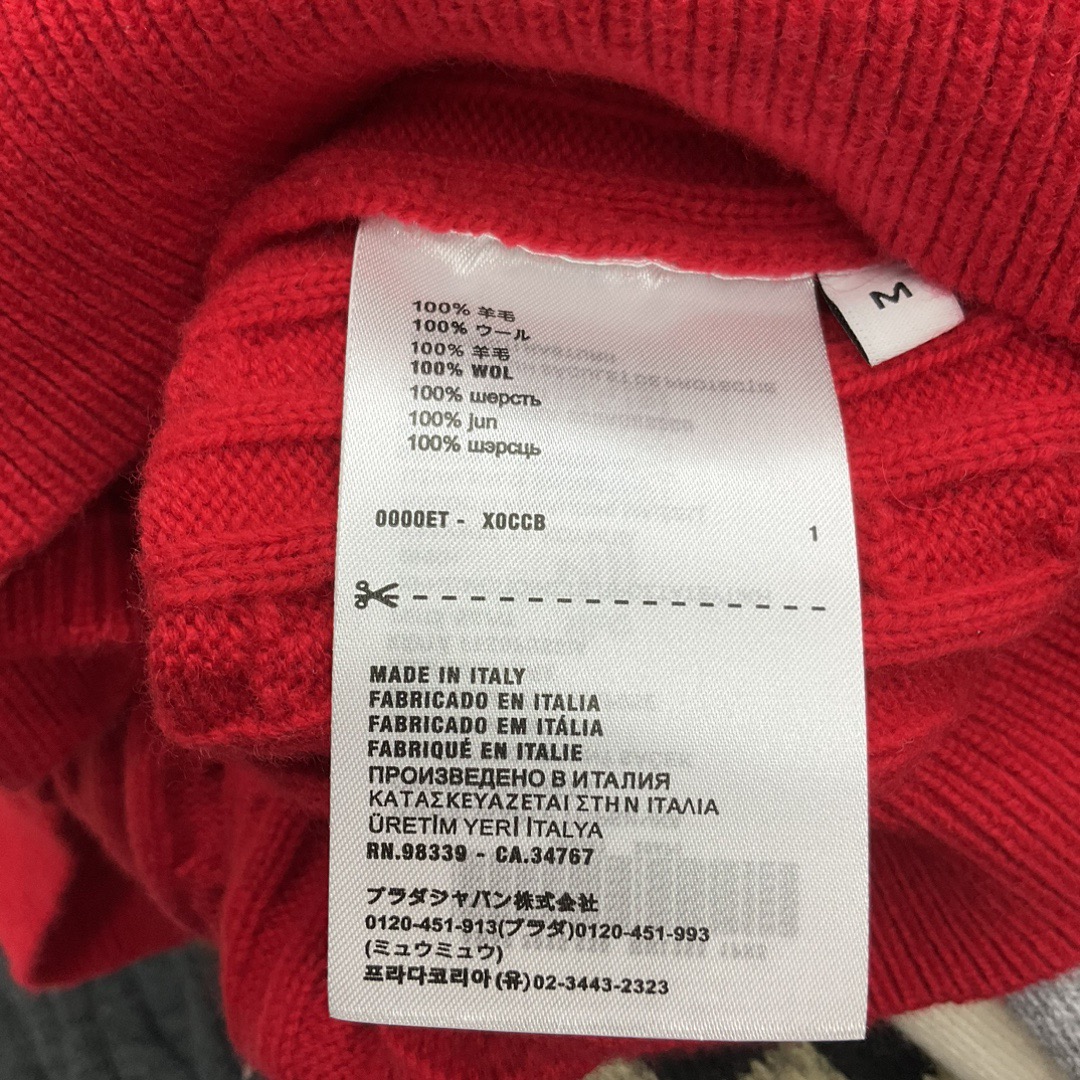 M
100% 羊毛
100% ウール
100% 羊毛
100% WOL
100% шерсть
100% jun
100% шэрсць
0000ET - X0CCB
1
MADE IN ITALY
FABRICADO EN ITALIA
FABRICADO EM ITÁLIA
FABRIQUÉ EN ITALIE
ПРОИЗВЕДЕНО В ИТАЛИЯ
ΚΑΤΑΣΚΕΥΑΖΕΤΑΙ ΣΤΗ Ν ΙΤΑΛΙΑ
ÜRETİM YERİ İTALYA
RN.98339 - CA.34767
プラダジャパン株式会社
0120-451-913(プラダ)0120-451-993
(ミュウミュウ)
프라다코리아(유)02-3443-2323